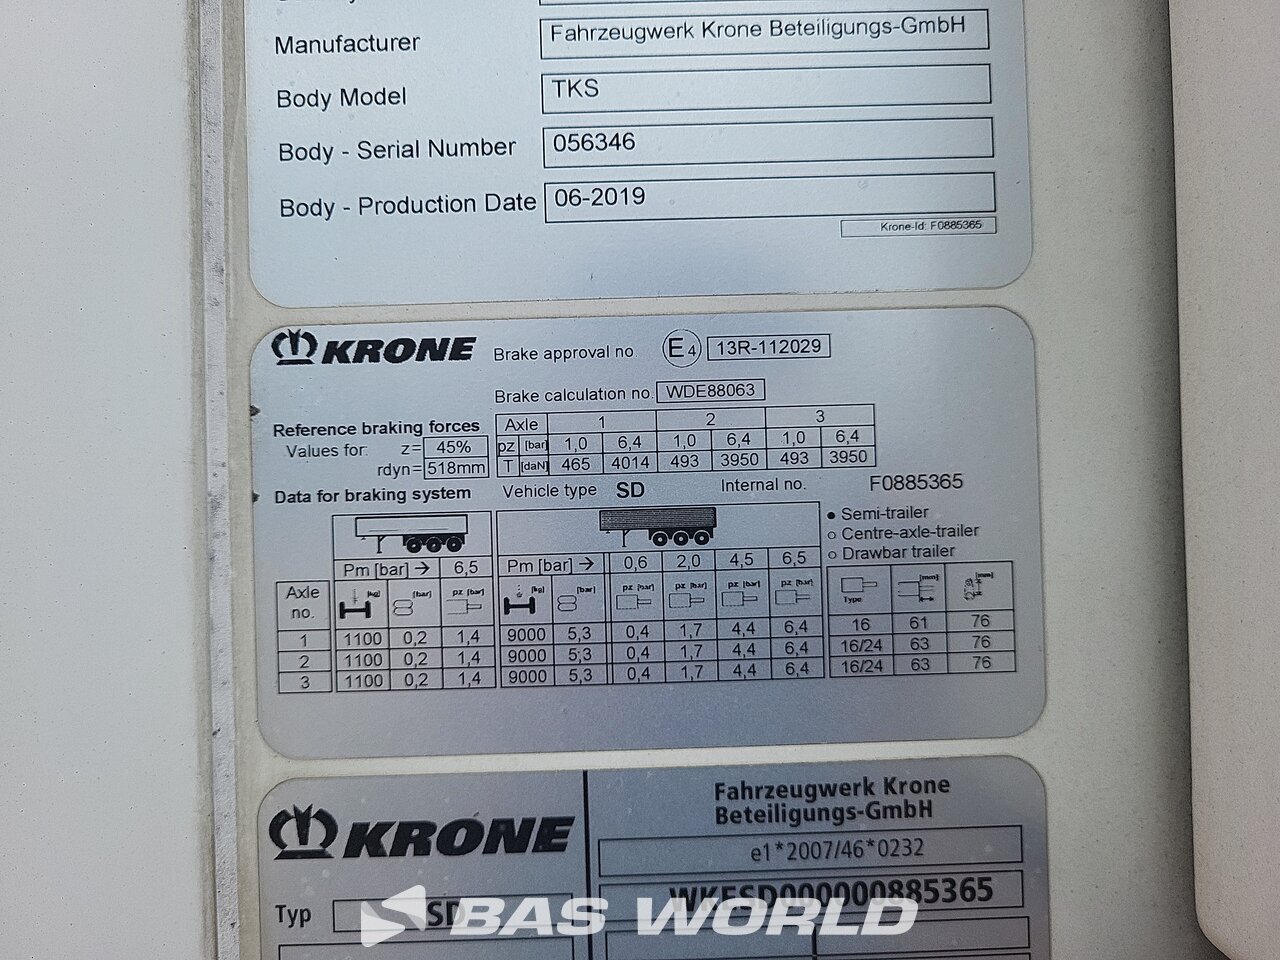 Manufacturer Fahrzeugwerk Krone Beteiligungs-GmbH
Body Model TKS
Body - Serial Number 056346
Body - Production Date 06-2019
Krone-Id: F0885365
KRONE Brake approval no E4 13R-112029
Brake calculation no. WDE88063
Reference braking forces Axle 1 2 3
Values for: z= 45% pz [bar] 1,0 6,4 1,0 6,4 1,0 6,4
rdyn= 518mm T [daN] 465 4014 493 3950 493 3950
Data for braking system Vehicle type SD Internal no. F0885365
• Semi-trailer
○ Centre-axle-trailer
○ Drawbar trailer
Pm [bar] → 6,5 Pm [bar] → 0,6 2,0 4,5 6,5
Axle no. [kg] [bar] pz [bar] [kg] [bar] pz [bar] pz [bar] pz [bar] pz [bar] Type [mm] [mm]
1 1100 0,2 1,4 9000 5,3 0,4 1,7 4,4 6,4 16 61 76
2 1100 0,2 1,4 9000 5,3 0,4 1,7 4,4 6,4 16/24 63 76
3 1100 0,2 1,4 9000 5,3 0,4 1,7 4,4 6,4 16/24 63 76
KRONE
Fahrzeugwerk Krone
Beteiligungs-GmbH
e1*2007/46*0232
WKESD000000885365
Typ SD
BAS WORLD